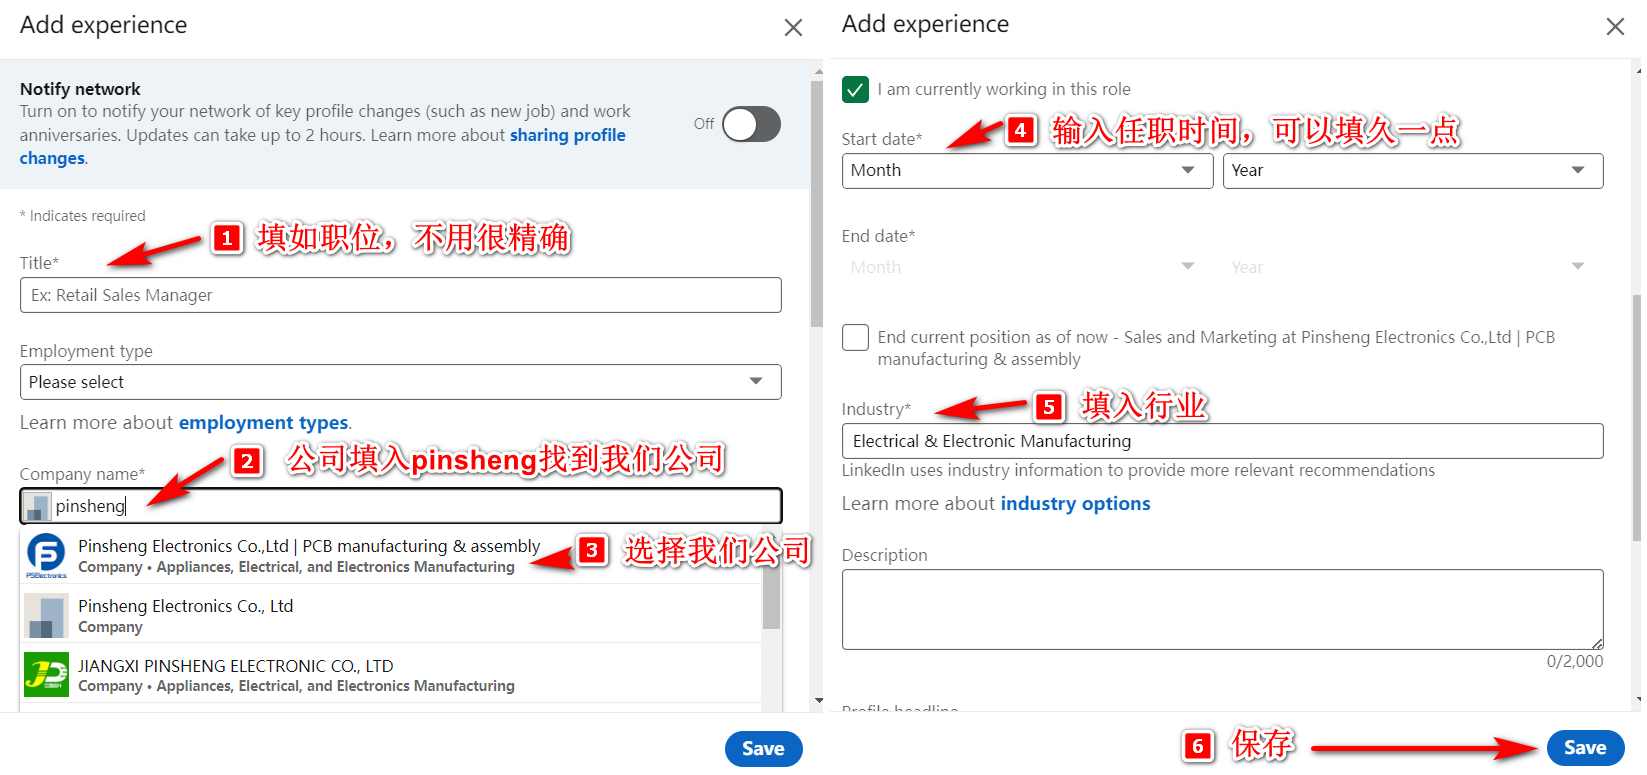 Add experience
Notify network
Turn on to notify your network of key profile changes (such as new job) and work
anniversaries. Updates can take up to 2 hours. Learn more about sharing profile
changes.
Off
* Indicates required
1 填如职位，不用很精确
Title*
Ex: Retail Sales Manager
Employment type
Please select
Learn more about employment types.
2 公司填入pinsheng找到我们公司
Company name*
pinsheng
Pinsheng Electronics Co.,Ltd | PCB manufacturing & assembly
Company • Appliances, Electrical, and Electronics Manufacturing
3 选择我们公司
PSElectronics
Pinsheng Electronics Co., Ltd
Company
JIANGXI PINSHENG ELECTRONIC CO., LTD
Company • Appliances, Electrical, and Electronics Manufacturing
Save
Add experience
I am currently working in this role
Start date*
4 输入任职时间，可以填久一点
Month
Year
End date*
Month
Year
End current position as of now - Sales and Marketing at Pinsheng Electronics Co.,Ltd | PCB
manufacturing & assembly
Industry*
5 填入行业
Electrical & Electronic Manufacturing
LinkedIn uses industry information to provide more relevant recommendations
Learn more about industry options
Description
0/2,000
Profile headline
6 保存
Save